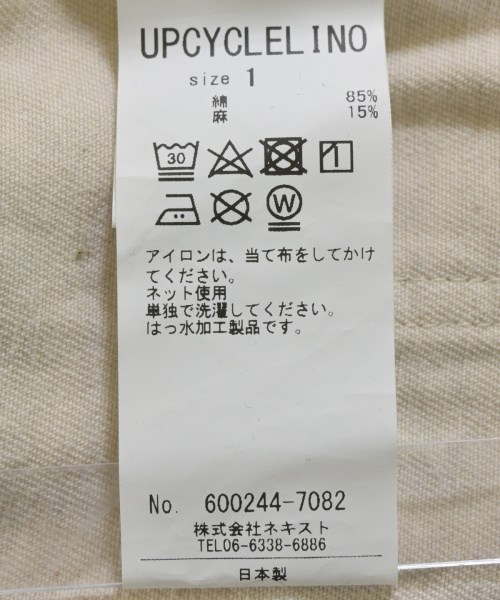 UPCYCLELINO
size 1
綿 85%
麻 15%
30
W
アイロンは、当て布をしてかけ
てください。
ネット使用
単独で洗濯してください。
はっ水加工製品です。
No. 600244-7082
株式会社ネキスト
TEL06-6338-6886
日本製